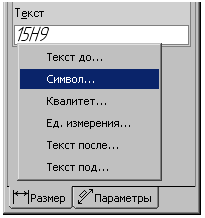 Текст
15H9
Текст до...
Символ...
Квалитет...
Ед. измерения...
Текст после...
Текст под...
Размер Параметры